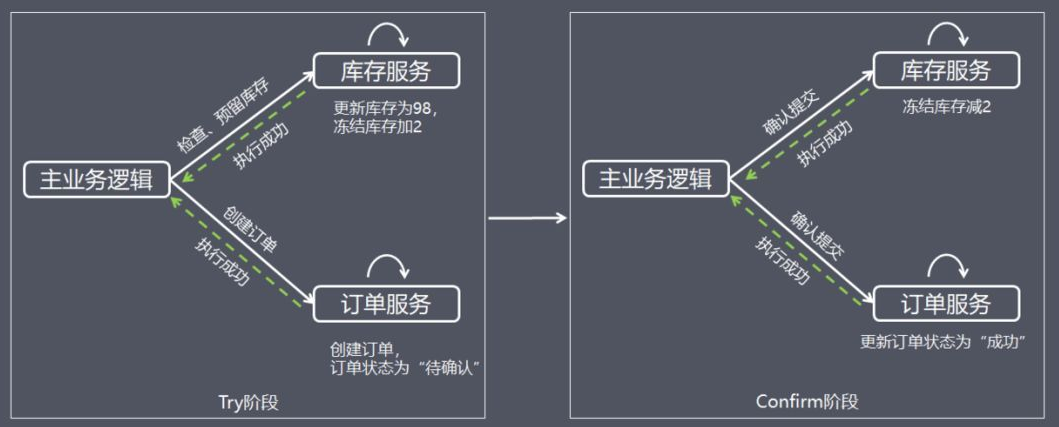 库存服务
更新库存为98,
冻结库存加2
检查、预留库存
执行成功
主业务逻辑
创建订单
执行成功
订单服务
创建订单,
订单状态为“待确认”
Try阶段
库存服务
冻结库存减2
确认提交
执行成功
主业务逻辑
确认提交
执行成功
订单服务
更新订单状态为“成功”
Confirm阶段